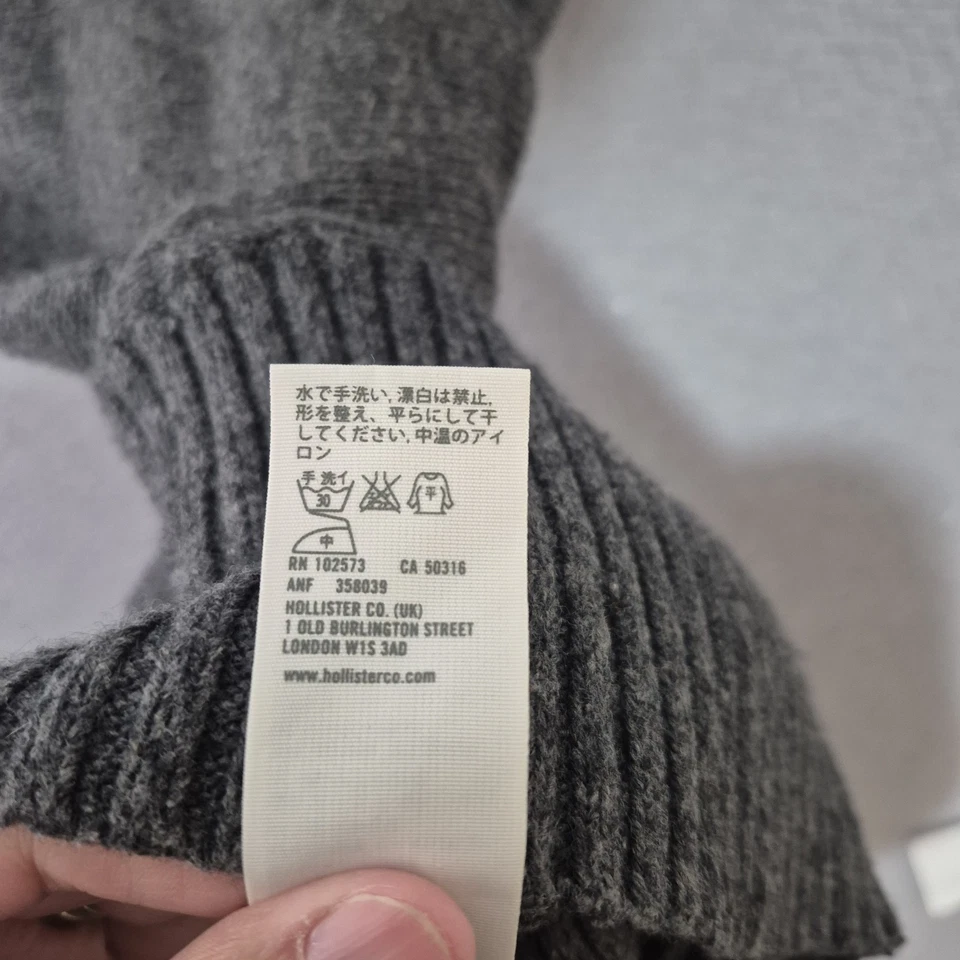 水で手洗い, 漂白は禁止,
形を整え、平らにして干
してください, 中温のアイ
ロン
手 洗イ
30
平
中
RN 102573 CA 50316
ANF 358039
HOLLISTER CO. (UK)
1 OLD BURLINGTON STREET
LONDON W1S 3AD
www.hollisterco.com